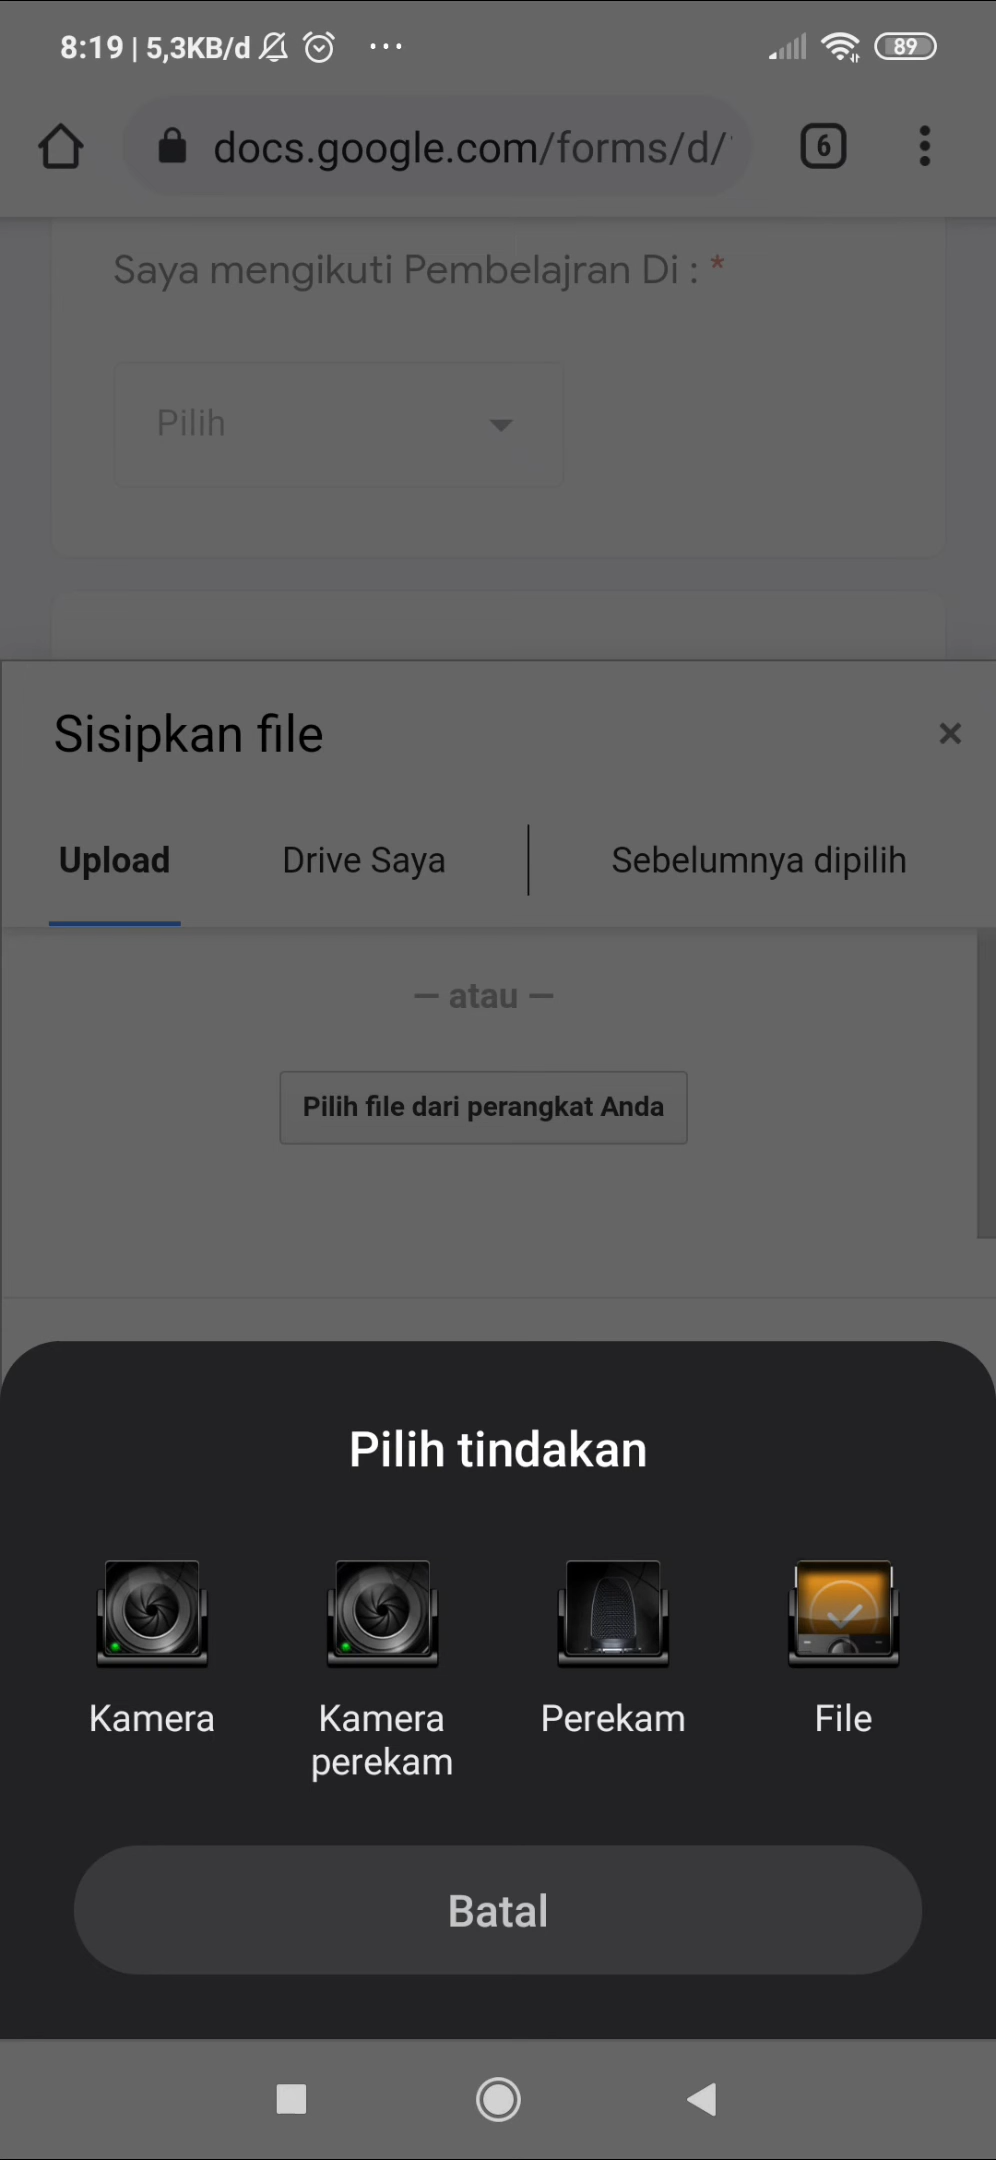 8:19 | 5,3KB/d ... 89
docs.google.com/forms/d/ 6
Saya mengikuti Pembelajran Di : *
Pilih
Sisipkan file ×
Upload Drive Saya Sebelumnya dipilih
— atau —
Pilih file dari perangkat Anda
Pilih tindakan
Kamera Kamera perekam Perekam File
Batal